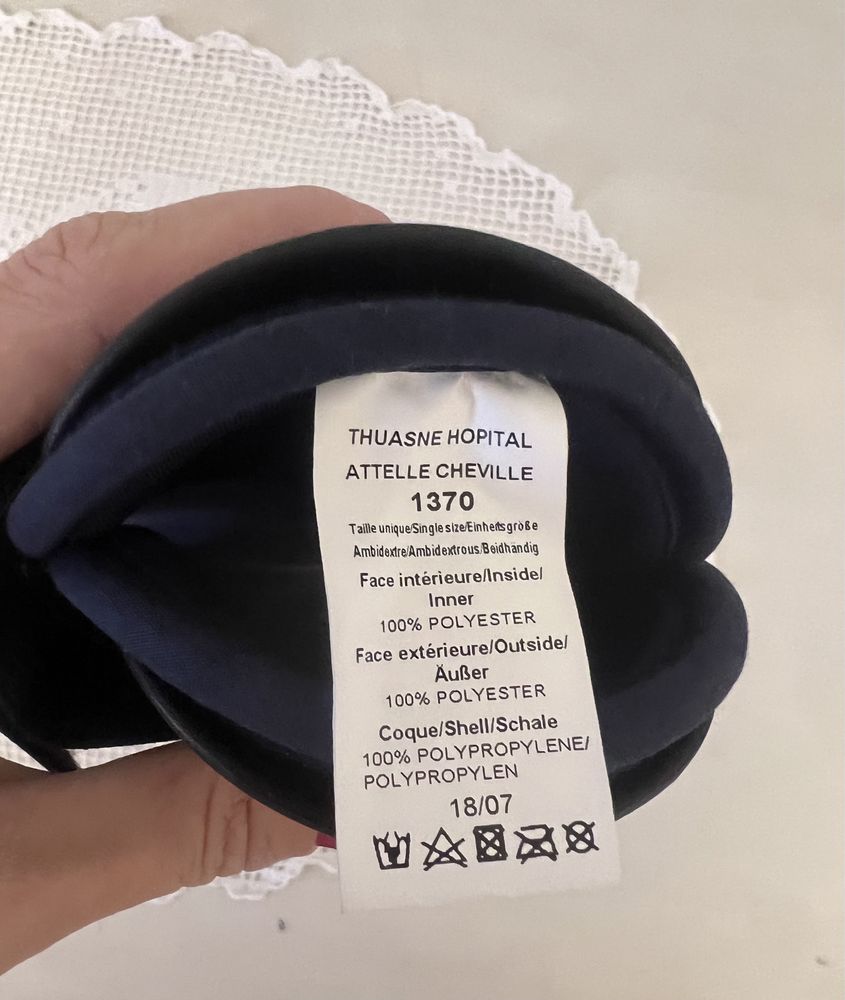 THUASNE HOPITAL
ATTELLE CHEVILLE
1370
Taille unique/Single size/Einheitsgröße
Ambidextre/Ambidextrous/Beidhändig
Face intérieure/Inside/
Inner
100% POLYESTER
Face extérieure/Outside/
Äußer
100% POLYESTER
Coque/Shell/Schale
100% POLYPROPYLENE/
POLYPROPYLEN
18/07